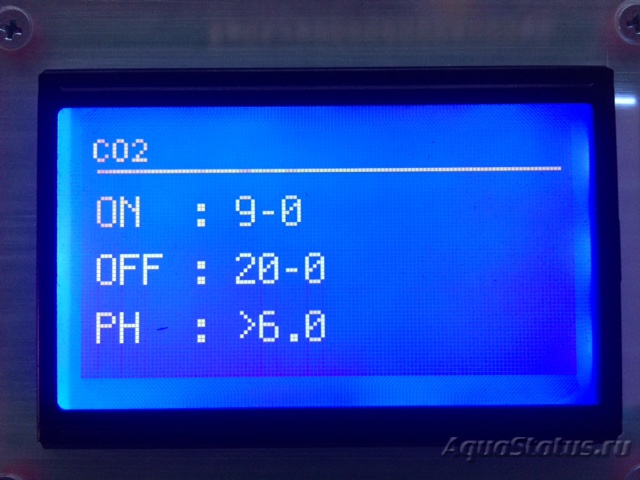 CO2
ON : 9-0
OFF : 20-0
PH : >6.0
AquaStatus.ru